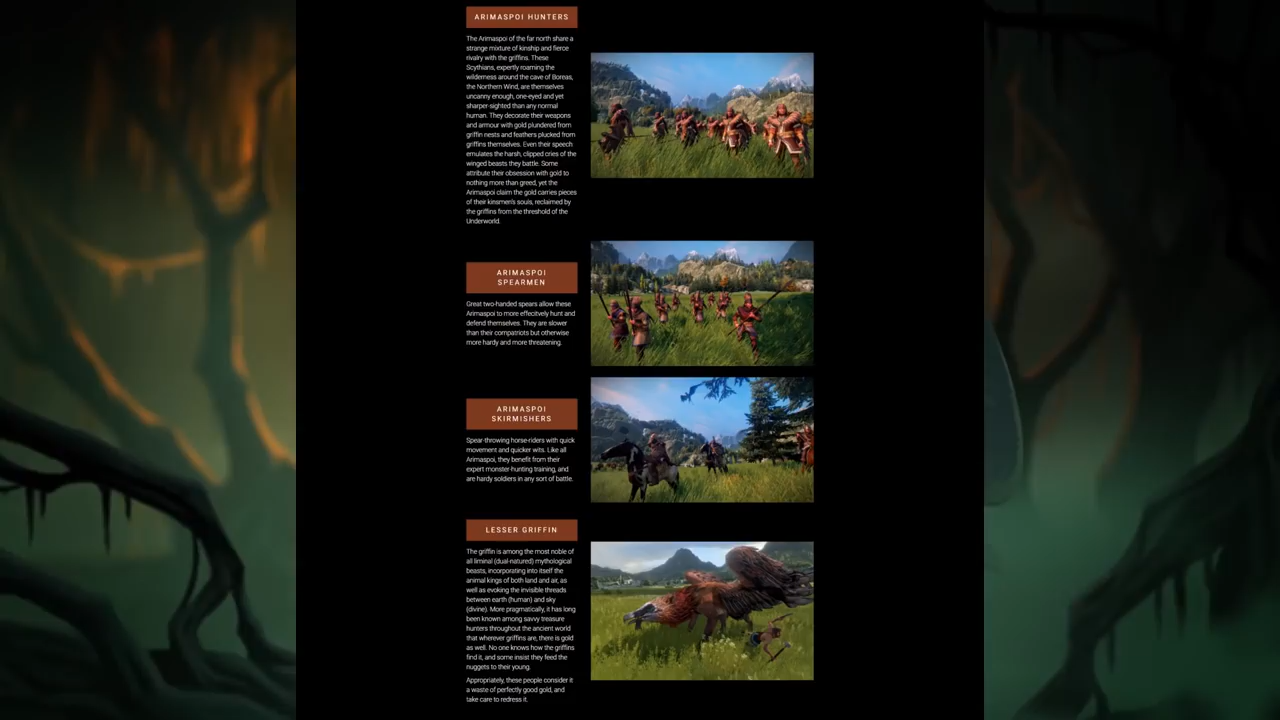 ARIMASPOI HUNTERS
The Arimaspoi of the far north share a
strange mixture of kinship and fierce
rivalry with the griffins. These
Scythians, expertly roaming the
wilderness around the cave of Boreas,
the Northern Wind, are themselves
uncanny enough, one-eyed and yet
sharper-sighted than any normal
human. They decorate their weapons
and armour with gold plundered from
griffin nests and feathers plucked from
griffins themselves. Even their speech
emulates the harsh, clipped cries of the
winged beasts they battle. Some
attribute their obsession with gold to
nothing more than greed, yet the
Arimaspoi claim the gold carries pieces
of their kinsmen's souls, reclaimed by
the griffins from the threshold of the
Underworld.
ARIMASPOI
SPEARMEN
Great two-handed spears allow these
Arimaspoi to more effecitvely hunt and
defend themselves. They are slower
than their compatriots but otherwise
more hardy and more threatening.
ARIMASPOI
SKIRMISHERS
Spear-throwing horse-riders with quick
movement and quicker wits. Like all
Arimaspoi, they benefit from their
expert monster-hunting training, and
are hardy soldiers in any sort of battle.
LESSER GRIFFIN
The griffin is among the most noble of
all liminal (dual-natured) mythological
beasts, incorporating into itself the
animal kings of both land and air, as
well as evoking the invisible threads
between earth (human) and sky
(divine). More pragmatically, it has long
been known among savvy treasure
hunters throughout the ancient world
that wherever griffins are, there is gold
as well. No one knows how the griffins
find it, and some insist they feed the
nuggets to their young.
Appropriately, these people consider it
a waste of perfectly good gold, and
take care to redress it.